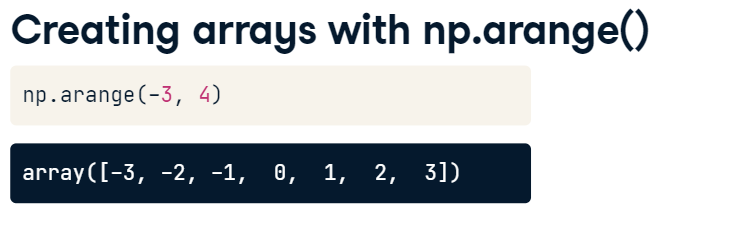 Creating arrays with np.arange()
np.arange(-3, 4)
array([-3, -2, -1,  0,  1,  2,  3])